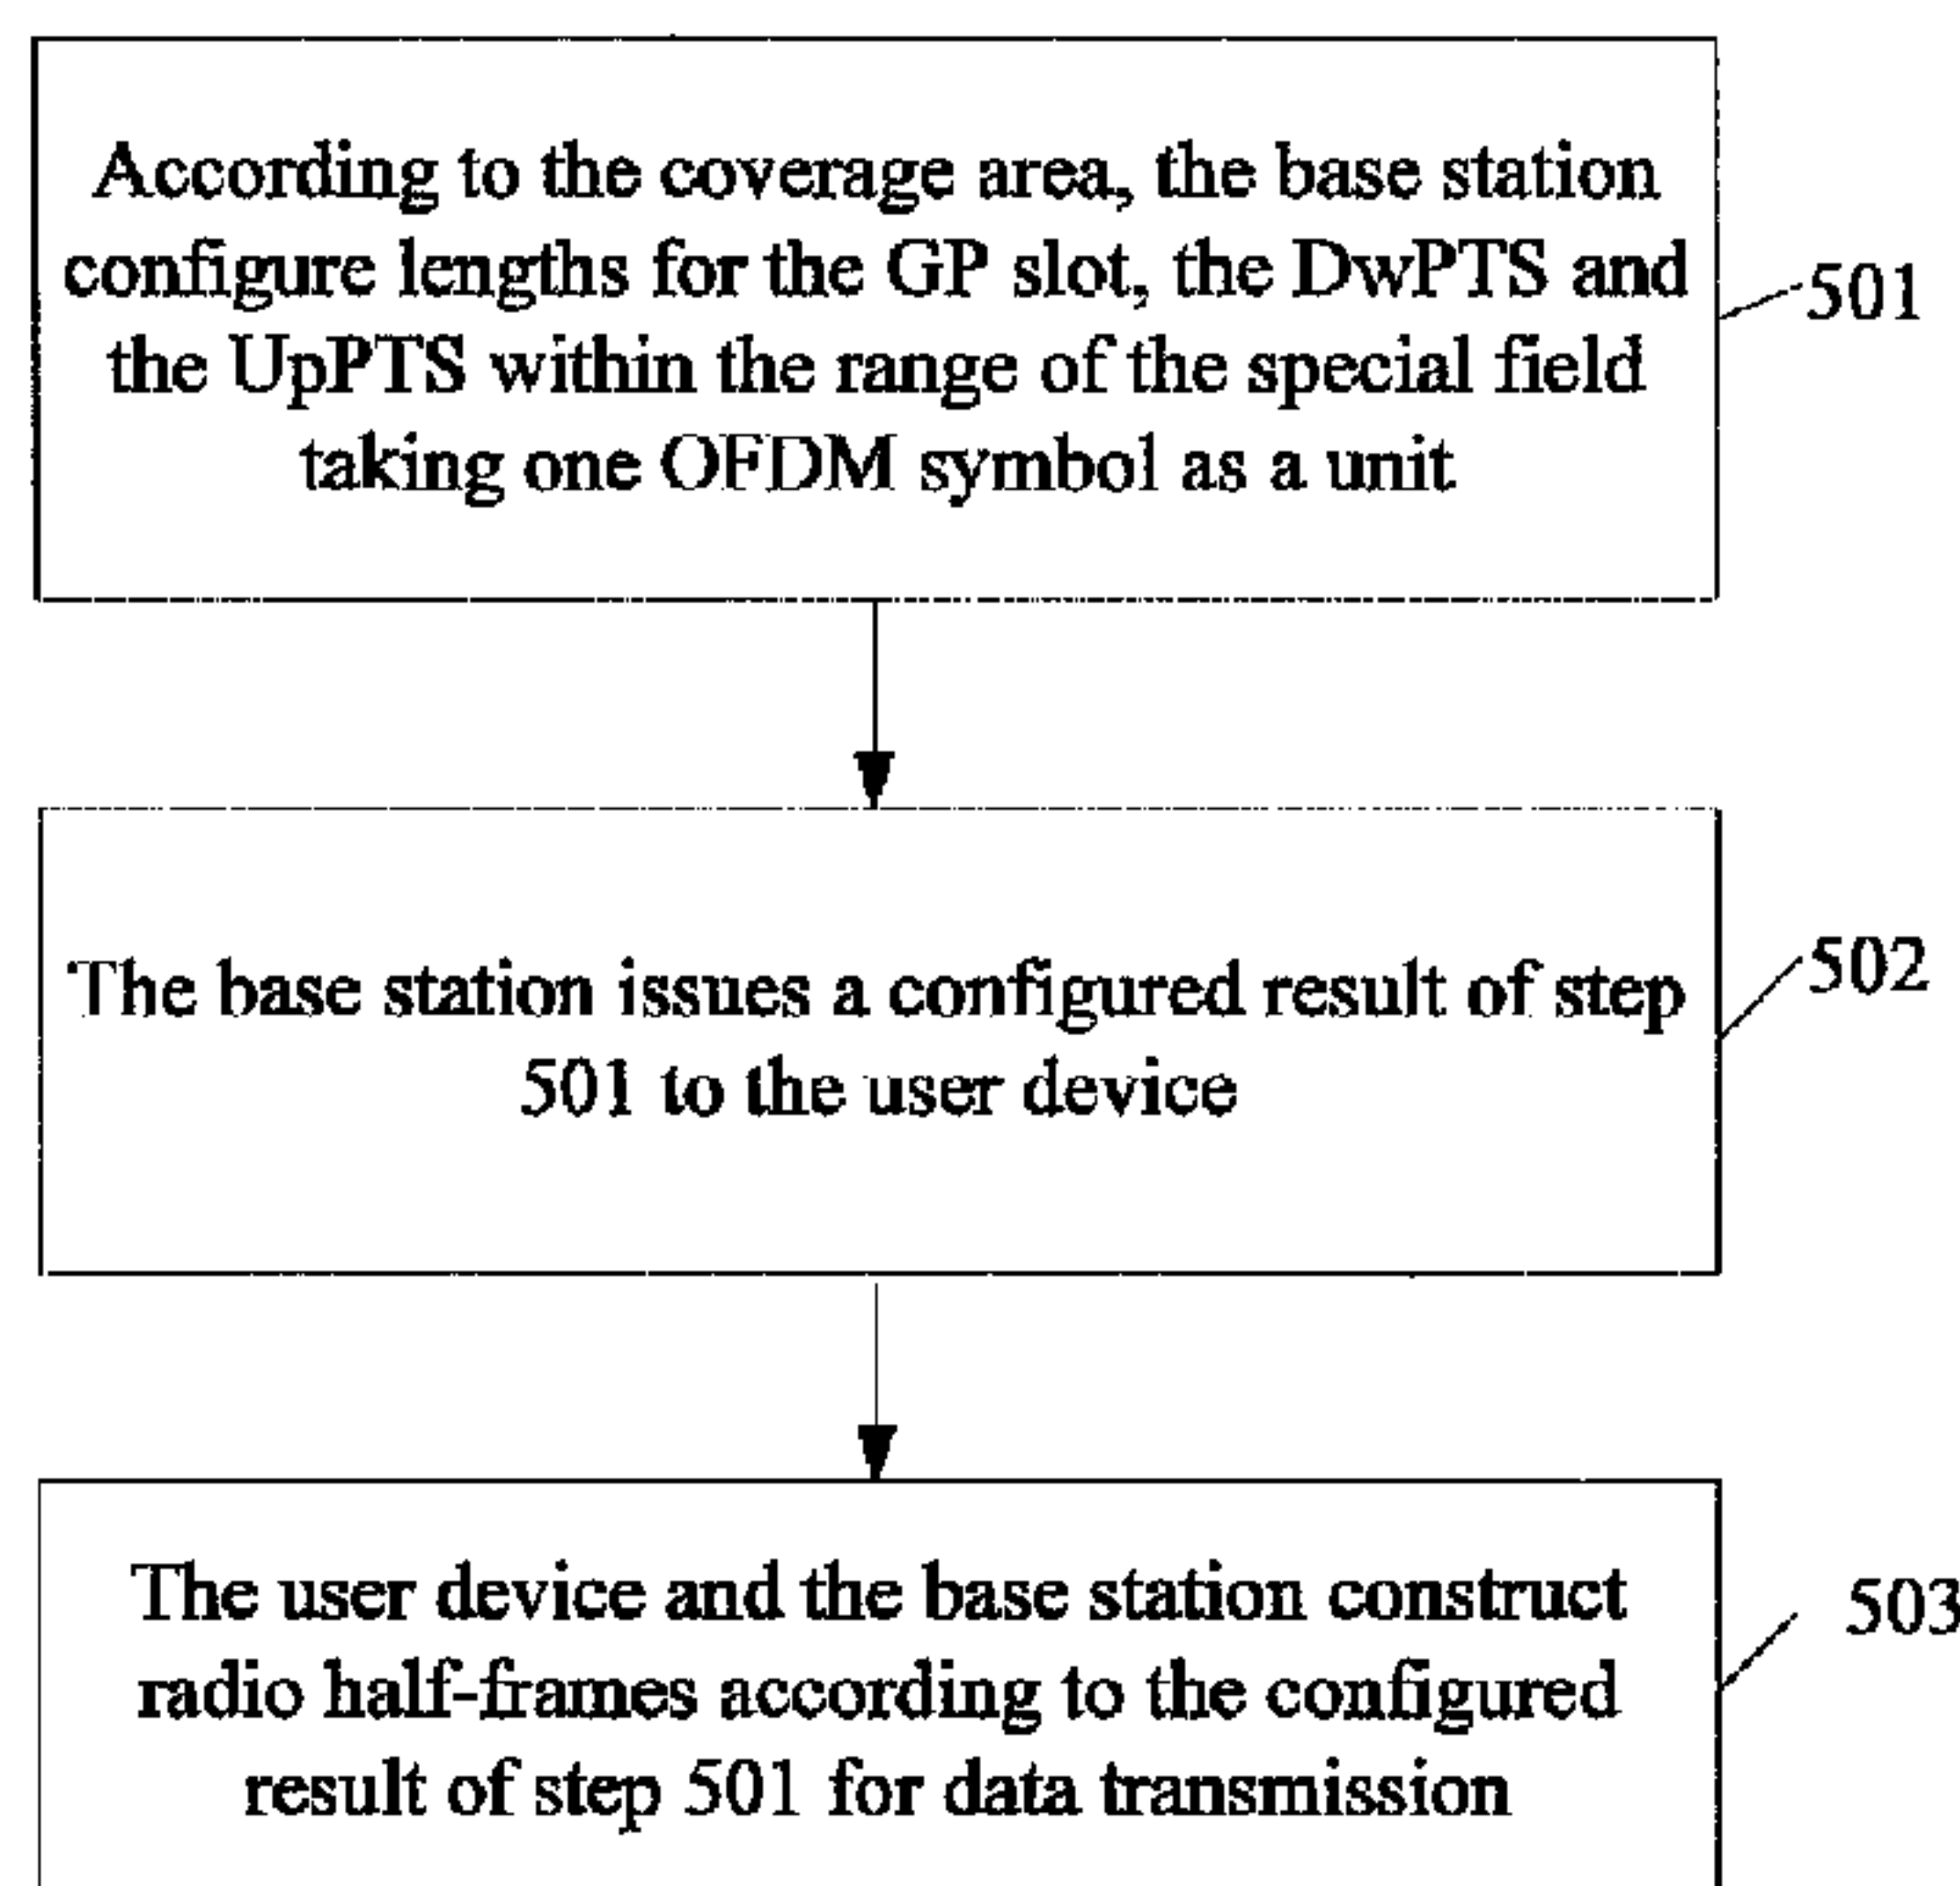 According to the coverage area, the base station
configure lengths for the GP slot, the DwPTS and
the UpPTS within the range of the special field
taking one OFDM symbol as a unit
501
The base station issues a configured result of step
501 to the user device
502
The user device and the base station construct
radio half-frames according to the configured
result of step 501 for data transmission
503